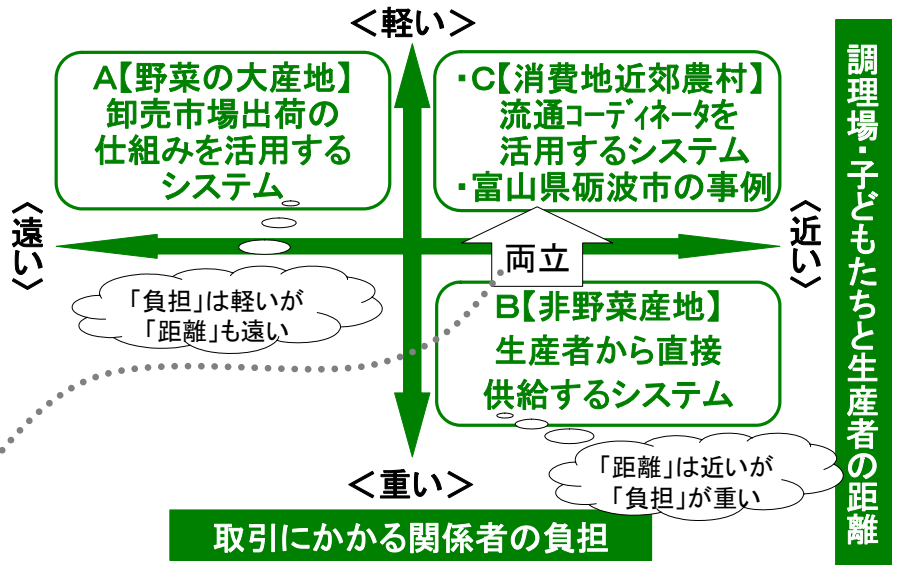 ＜軽い＞
A【野菜の大産地】
卸売市場出荷の
仕組みを活用する
システム
・C【消費地近郊農村】
流通ｺｰﾃﾞｨﾈｰﾀを
活用するシステム
・富山県砺波市の事例
＜遠い＞
＜近い＞
両立
「負担」は軽いが
「距離」も遠い
B【非野菜産地】
生産者から直接
供給するシステム
「距離」は近いが
「負担」が重い
＜重い＞
取引にかかる関係者の負担
調理場・子どもたちと生産者の距離